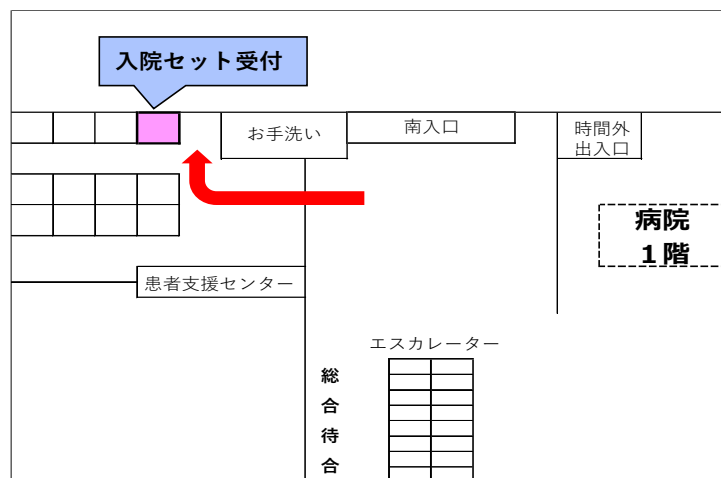 入院セット受付
お手洗い
南入口
時間外
出入口
病院
１階
患者支援センター
エスカレーター
総
合
待
合